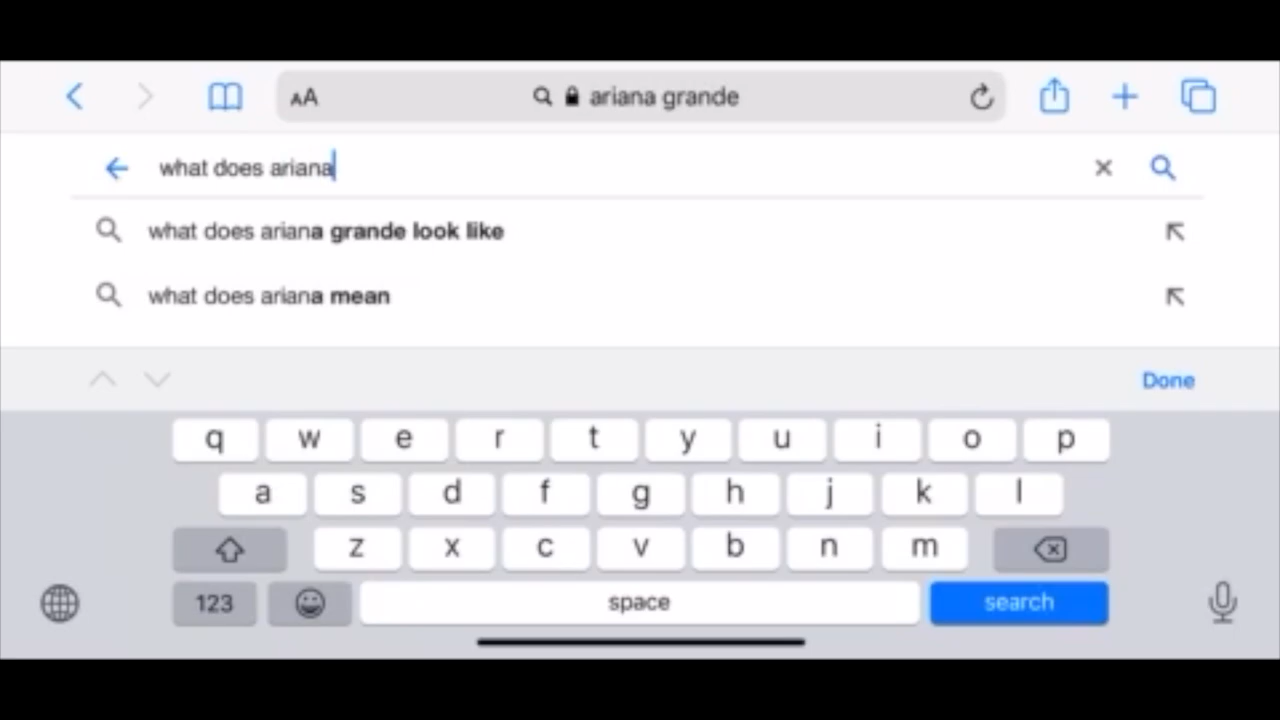 AA ariana grande
what does ariana
what does ariana grande look like
what does ariana mean
Done
q w e r t y u i o p
a s d f g h j k l
z x c v b n m
123 space search